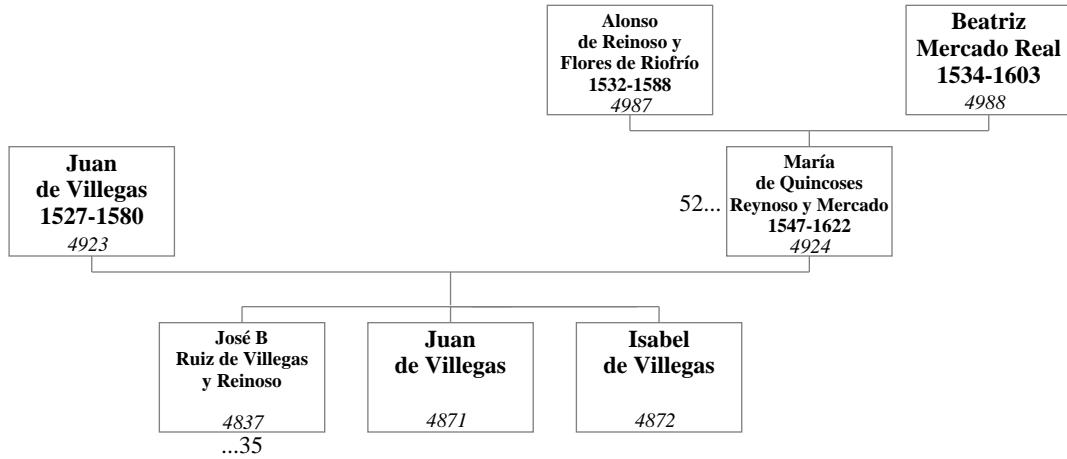 Alonso
de Reinoso y
Flores de Riofrío
1532-1588
4987
Beatriz
Mercado Real
1534-1603
4988
Juan
de Villegas
1527-1580
4923
52...
María
de Quincoses
Reynoso y Mercado
1547-1622
4924
José B
Ruiz de Villegas
y Reinoso
4837
...35
Juan
de Villegas
4871
Isabel
de Villegas
4872